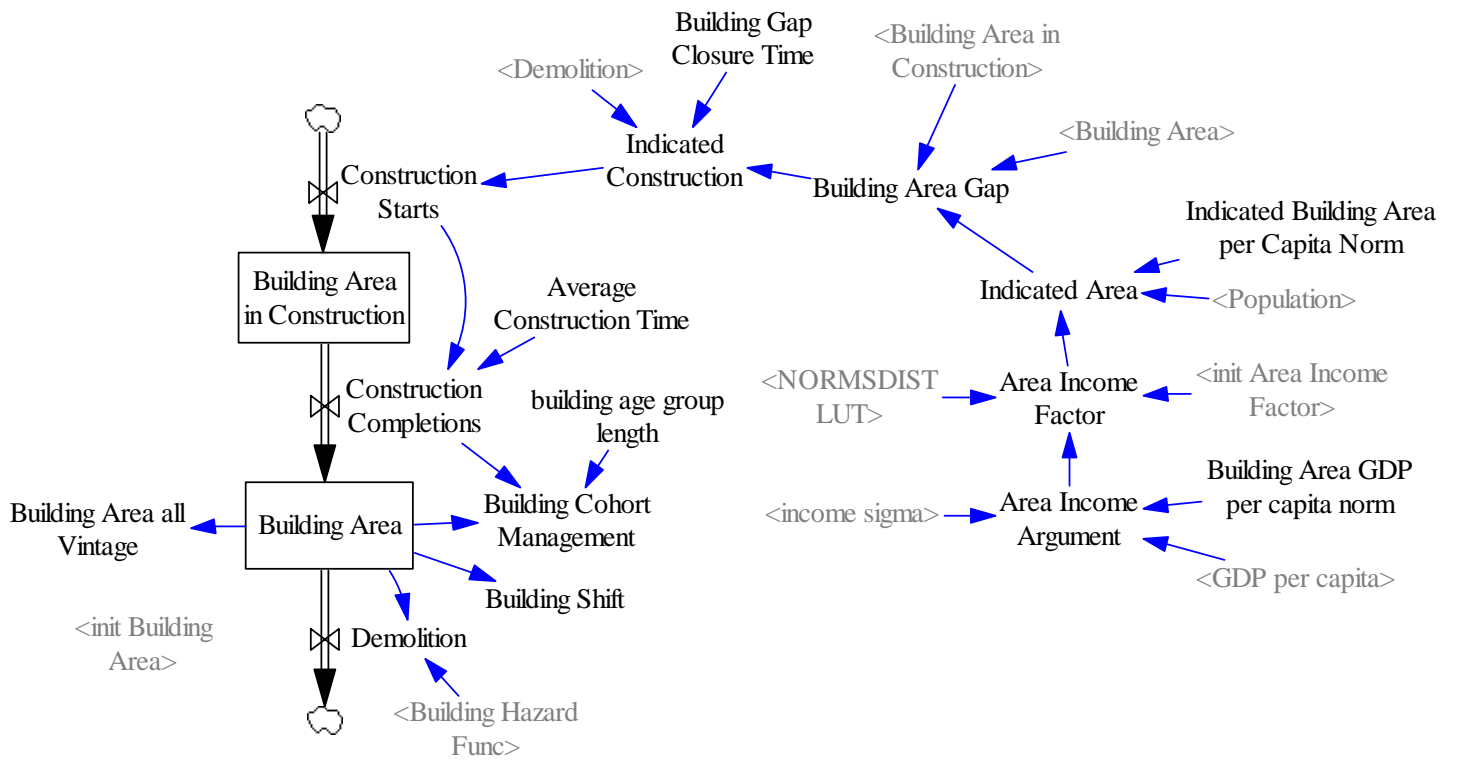 Building Gap
Closure Time
<Building Area in
Construction>
<Demolition>
<Building Area>
Indicated
Construction
Construction
Starts
Building Area Gap
Indicated Building Area
per Capita Norm
Building Area
in Construction
Average
Construction Time
Indicated Area
<Population>
<NORMSDIST
LUT>
Area Income
Factor
<init Area Income
Factor>
Construction
Completions
building age group
length
Building Area all
Vintage
Building Area
Building Cohort
Management
<income sigma>
Area Income
Argument
Building Area GDP
per capita norm
<GDP per capita>
Building Shift
<init Building
Area>
Demolition
<Building Hazard
Func>